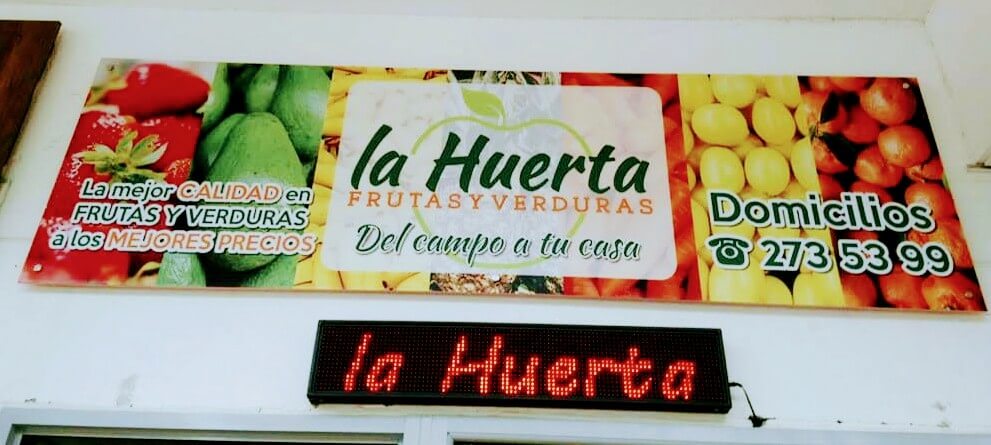 La mejor CALIDAD en
FRUTAS Y VERDURAS
a los MEJORES PRECIOS
la Huerta
FRUTAS Y VERDURAS
Del campo a tu casa
Domicilios
☎ 273 53 99
la Huerta